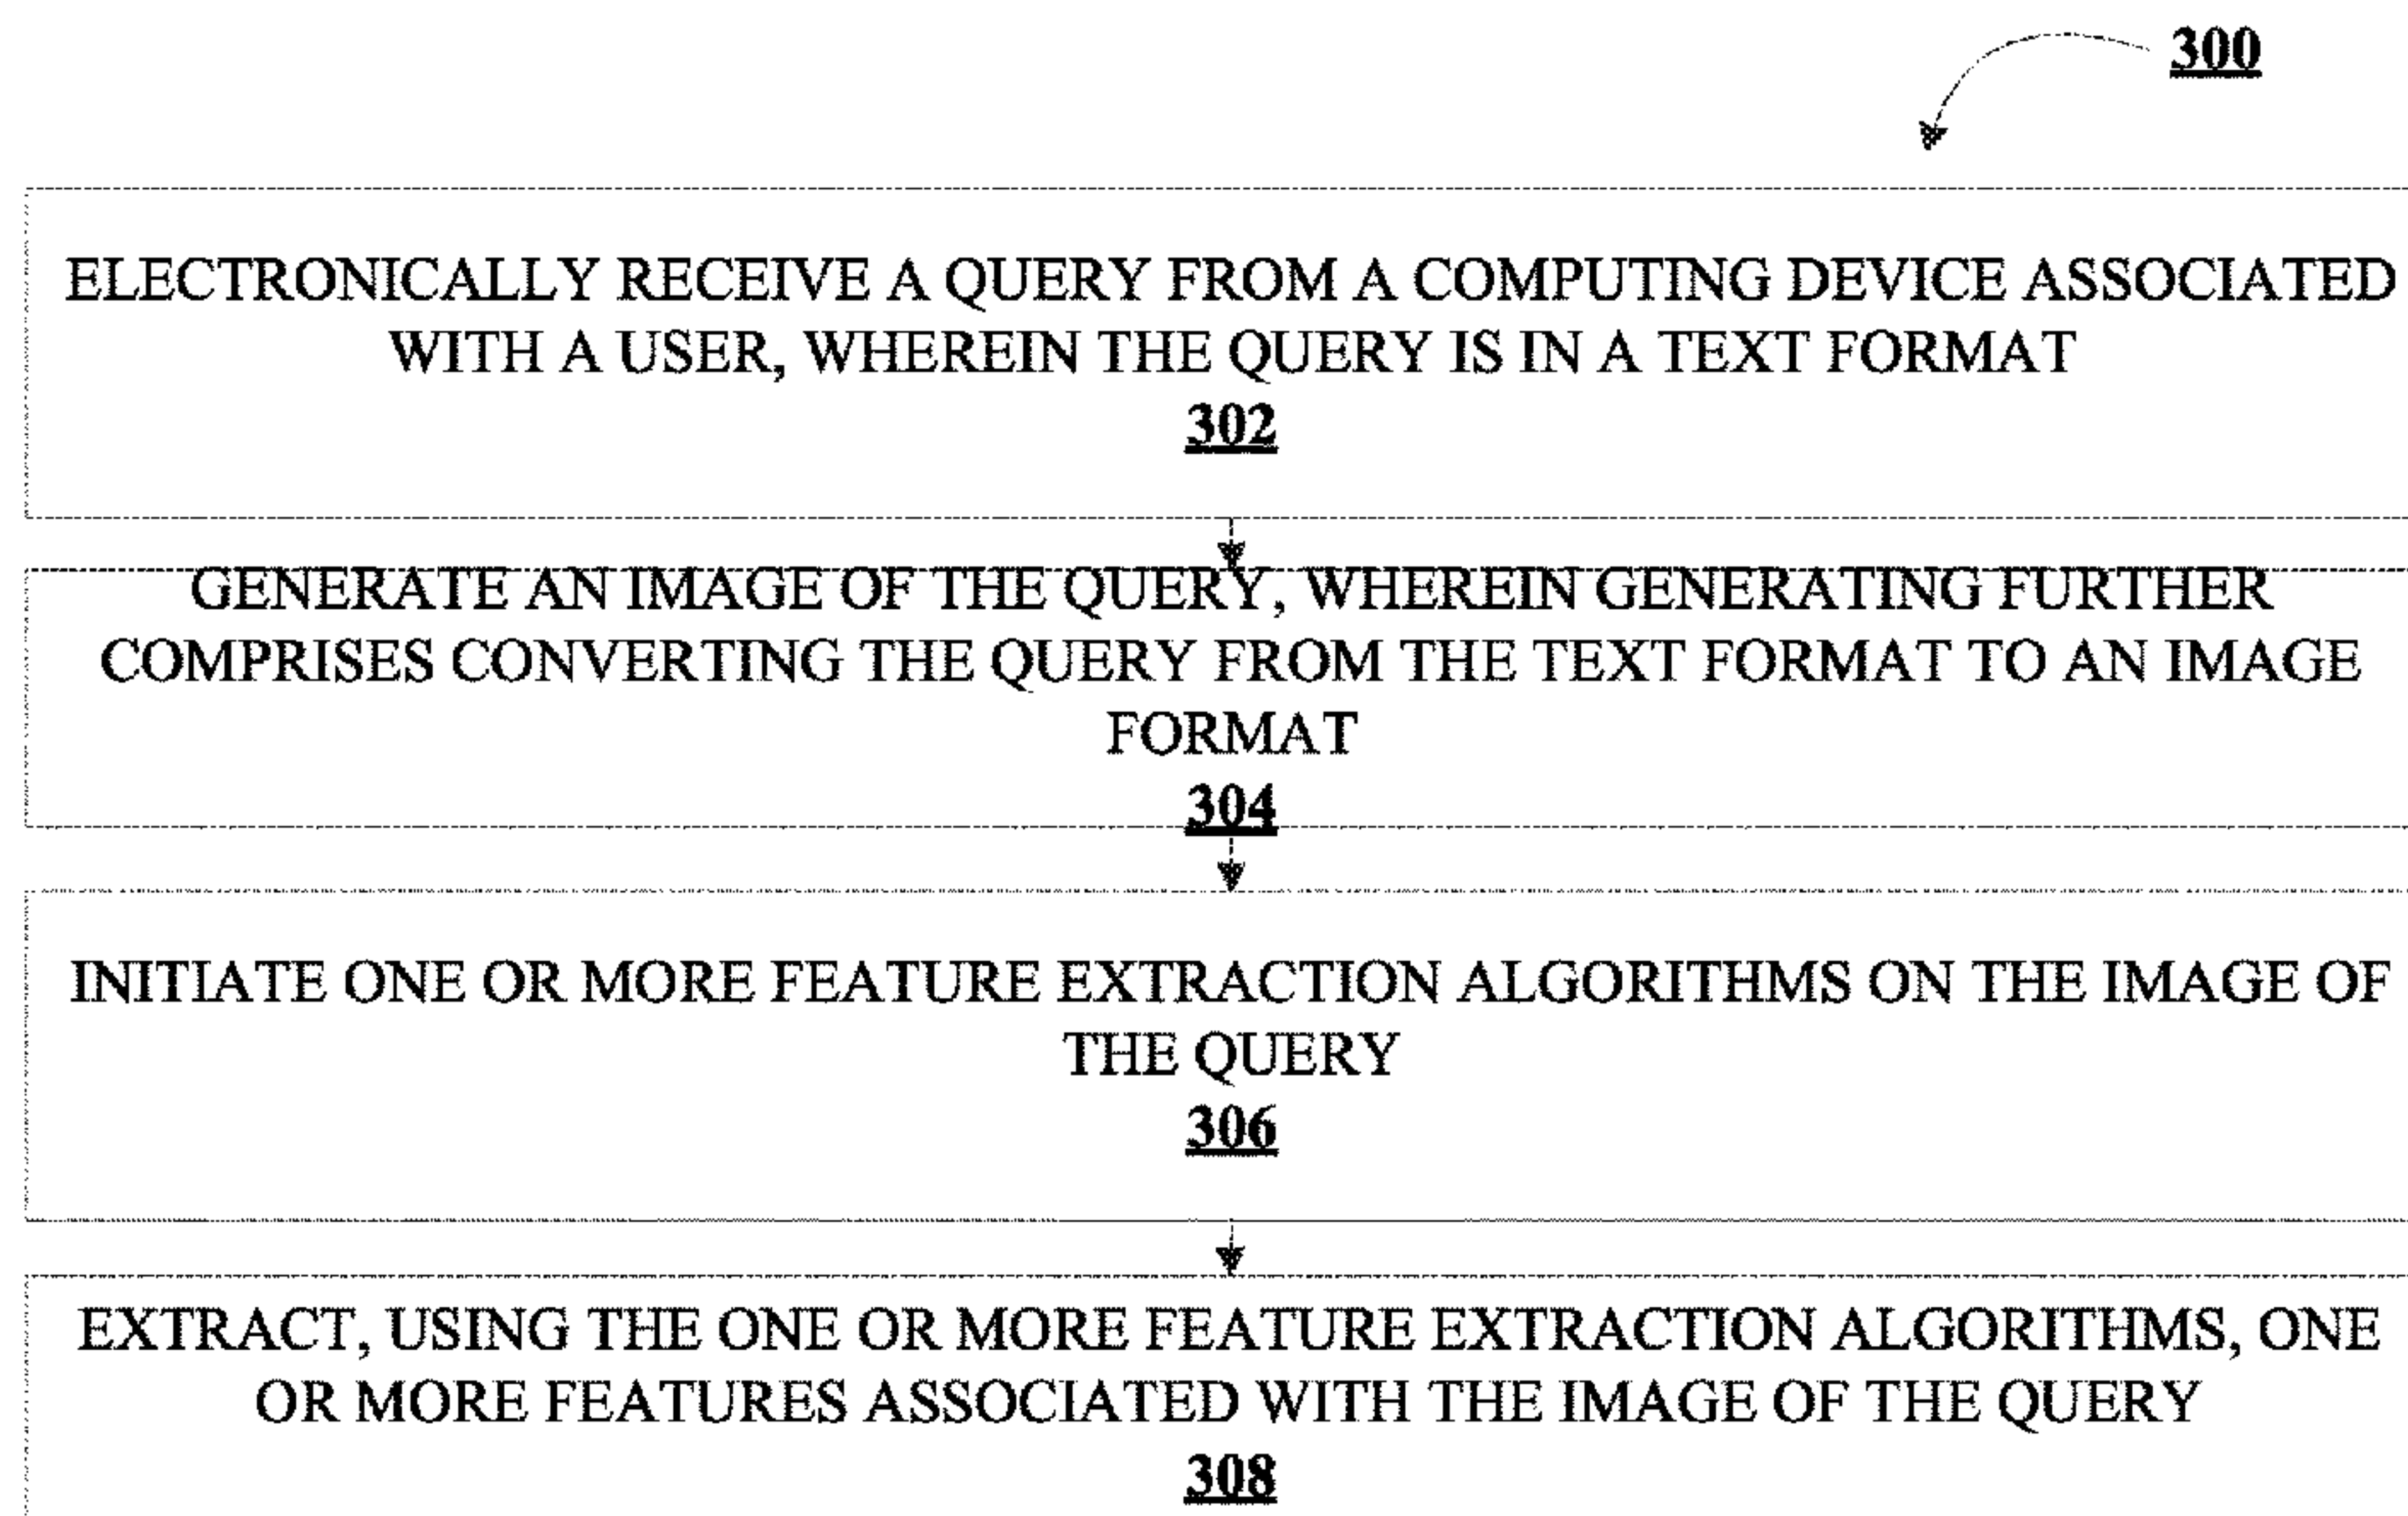 300
ELECTRONICALLY RECEIVE A QUERY FROM A COMPUTING DEVICE ASSOCIATED
WITH A USER, WHEREIN THE QUERY IS IN A TEXT FORMAT
302
GENERATE AN IMAGE OF THE QUERY, WHEREIN GENERATING FURTHER
COMPRISES CONVERTING THE QUERY FROM THE TEXT FORMAT TO AN IMAGE
FORMAT
304
INITIATE ONE OR MORE FEATURE EXTRACTION ALGORITHMS ON THE IMAGE OF
THE QUERY
306
EXTRACT, USING THE ONE OR MORE FEATURE EXTRACTION ALGORITHMS, ONE
OR MORE FEATURES ASSOCIATED WITH THE IMAGE OF THE QUERY
308